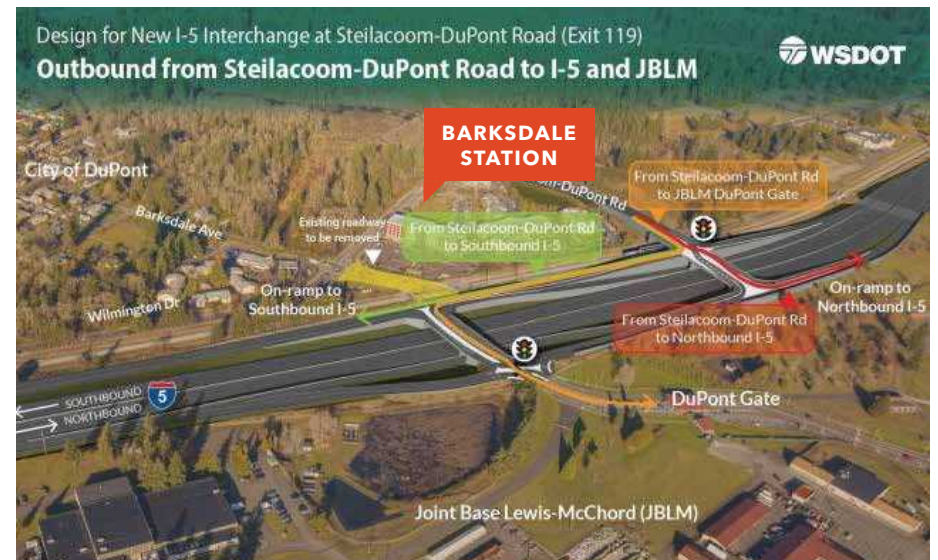 Design for New I-5 Interchange at Steilacoom-DuPont Road (Exit 119)
Outbound from Steilacoom-DuPont Road to I-5 and JBLM
WSDOT
BARKSDALE
STATION
City of DuPont
Barksdale Ave
om-DuPont Rd
From Steilacoom-DuPont Rd
to JBLM DuPont Gate
Existing roadway
to be removed
From Steilacoom-DuPont Rd
to Southbound I-5
On-ramp to
Southbound I-5
Wilmington Dr
On-ramp to
Northbound I-5
From Steilacoom-DuPont Rd
to Northbound I-5
SOUTHBOUND
NORTHBOUND
5
DuPont Gate
Joint Base Lewis-McChord (JBLM)